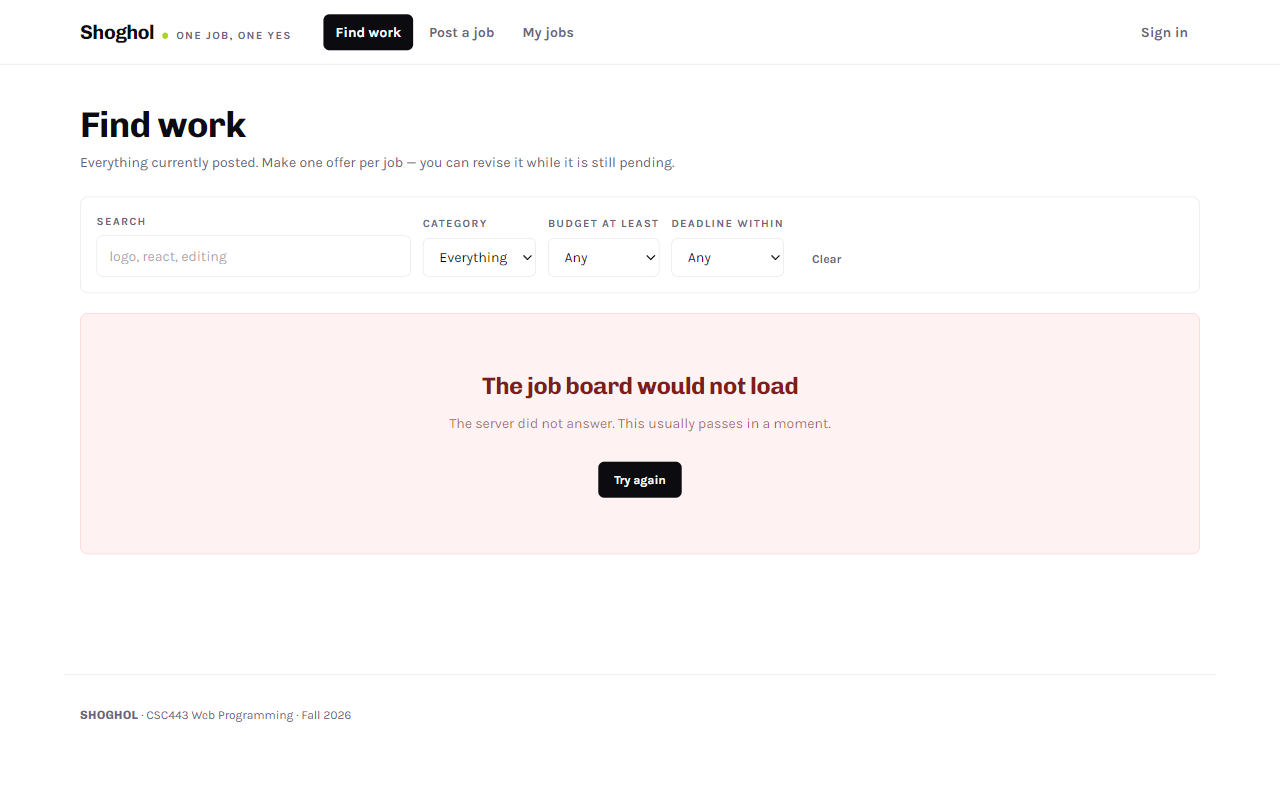 Shoghol ONE JOB, ONE YES Find work Post a job My jobs Sign in
Find work
Everything currently posted. Make one offer per job — you can revise it while it is still pending.
SEARCH CATEGORY BUDGET AT LEAST DEADLINE WITHIN
logo, react, editing Everything Any Any Clear
The job board would not load
The server did not answer. This usually passes in a moment.
Try again
SHOGHOL · CSC443 Web Programming · Fall 2026